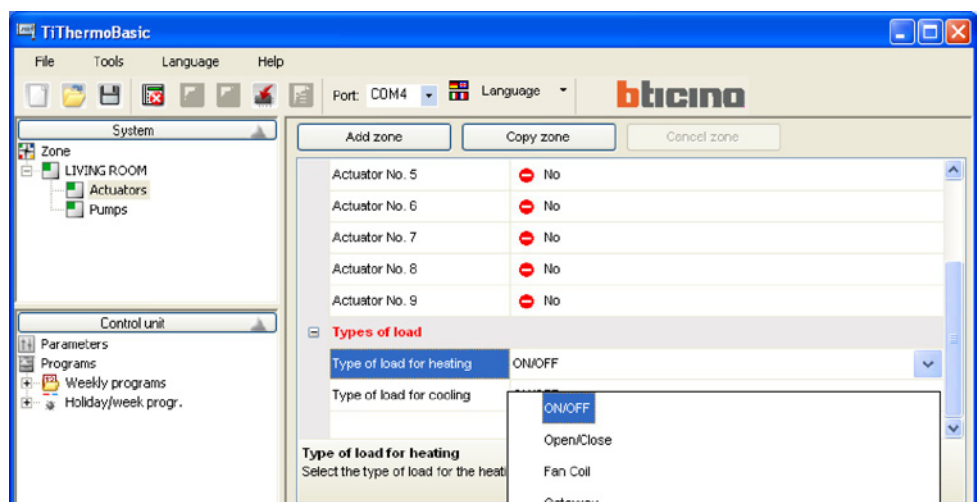 TiThermoBasic
File Tools Language Help
Port: COM4 Language bticino
System
Zone
LIVING ROOM
Actuators
Pumps
Control unit
Parameters
Programs
Weekly programs
Holiday/week progr.
Add zone Copy zone Cancel zone
Actuator No. 5 No
Actuator No. 6 No
Actuator No. 7 No
Actuator No. 8 No
Actuator No. 9 No
Types of load
Type of load for heating ON/OFF
Type of load for cooling
ON/OFF
Open/Close
Fan Coil
Type of load for heating
Select the type of load for the heati